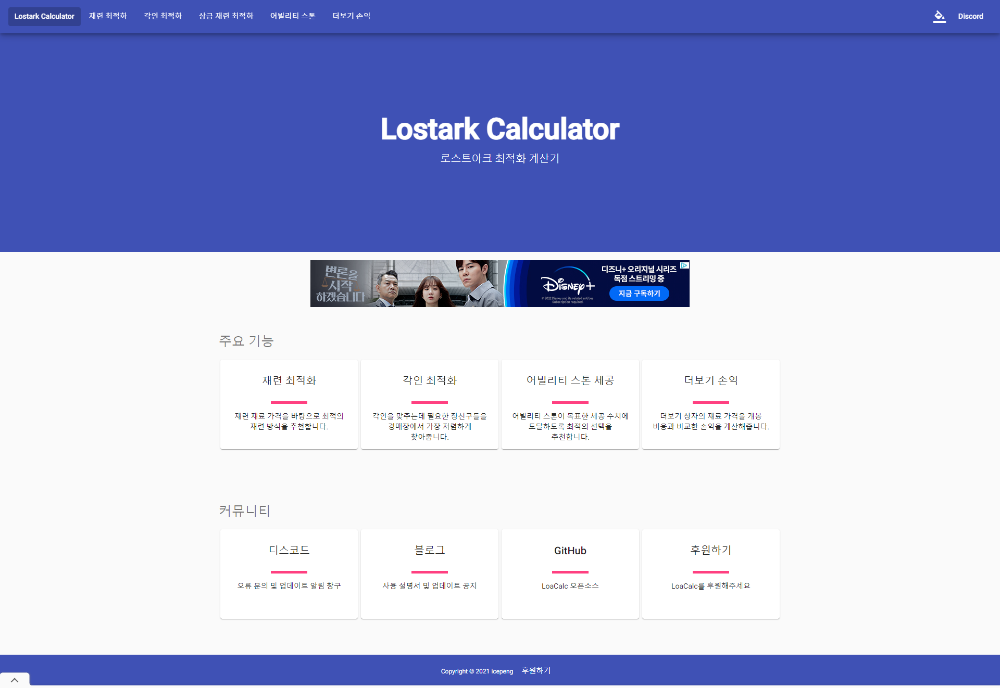 Lostark Calculator 재련 최적화 각인 최적화 상급 재련 최적화 어빌리티 스톤 더보기 손익 Discord
Lostark Calculator
로스트아크 최적화 계산기
변론을
시작
하겠습니다
Disney+
© 2022 Disney and its related entities.
Subscription required.
디즈니+ 오리지널 시리즈
독점 스트리밍 중
지금 구독하기
주요 기능
재련 최적화
재련 재료 가격을 바탕으로 최적의
재련 방식을 추천합니다.
각인 최적화
각인을 맞추는데 필요한 장신구들을
경매장에서 가장 저렴하게
찾아줍니다.
어빌리티 스톤 세공
어빌리티 스톤이 목표한 세공 수치에
도달하도록 최적의 선택을
추천합니다.
더보기 손익
더보기 상자의 재료 가격을 개봉
비용과 비교한 손익을 계산해줍니다.
커뮤니티
디스코드
오류 문의 및 업데이트 알림 창구
블로그
사용 설명서 및 업데이트 공지
GitHub
LoaCalc 오픈소스
후원하기
LoaCalc를 후원해주세요
Copyright © 2021 icepeng 후원하기